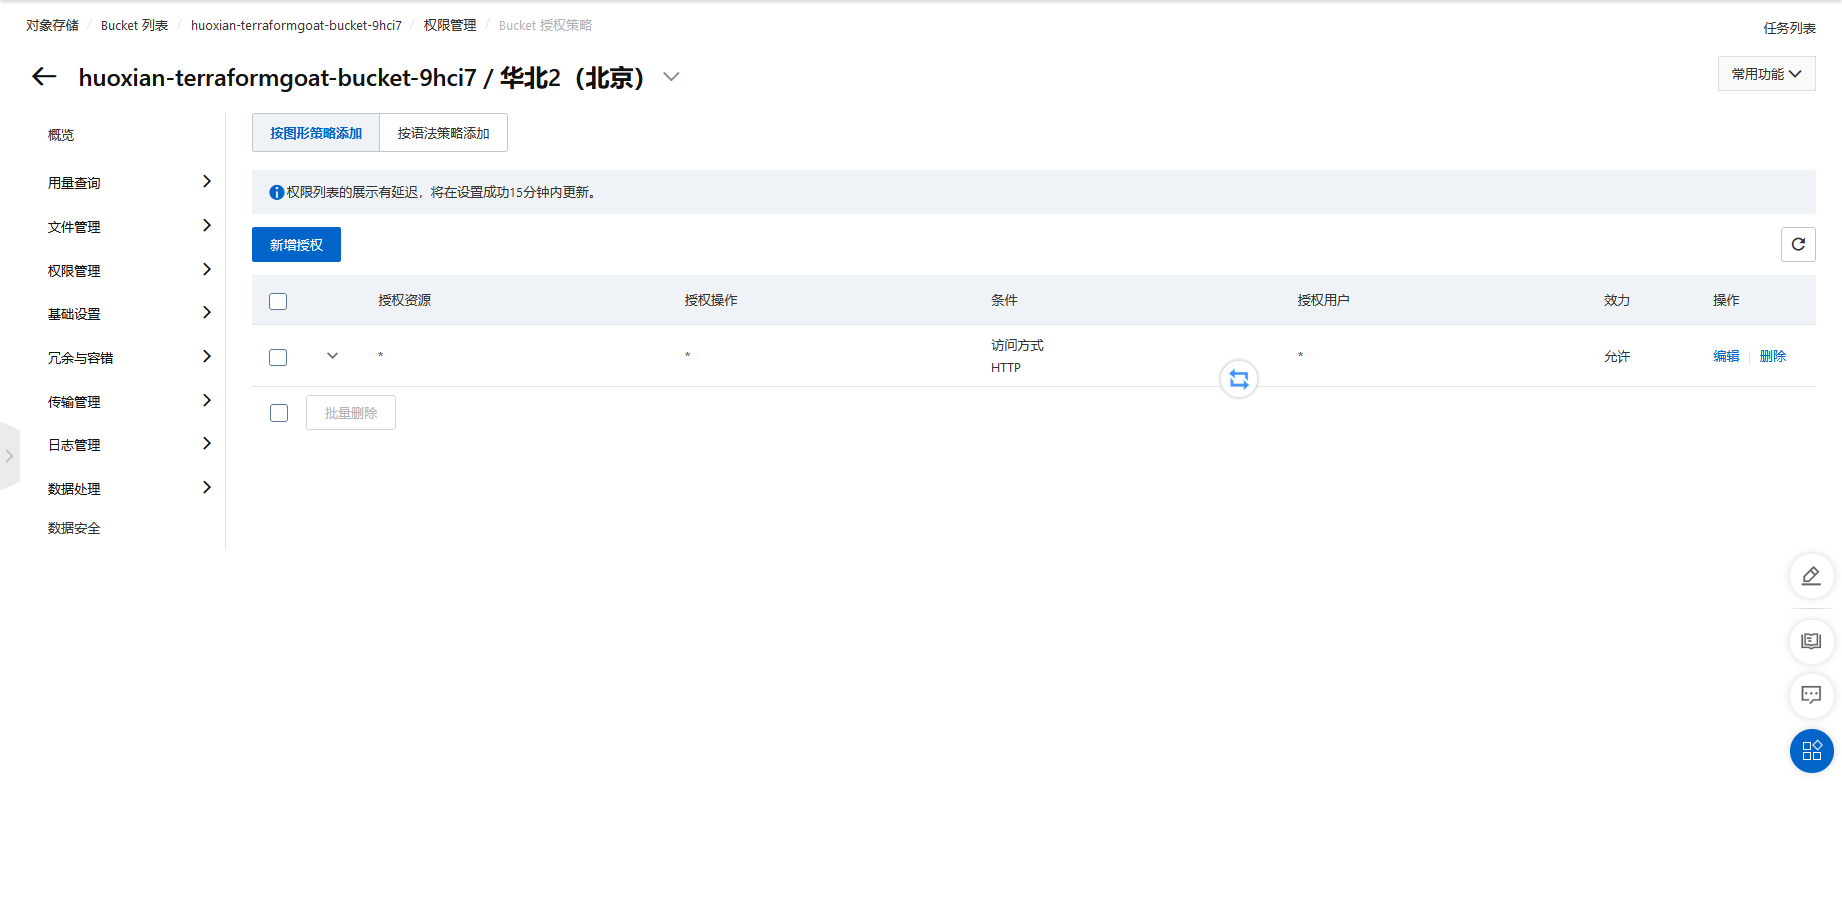 对象存储 / Bucket 列表 / huoxian-terraformgoat-bucket-9hci7 / 权限管理 / Bucket 授权策略
任务列表
huoxian-terraformgoat-bucket-9hci7 / 华北2（北京）
常用功能
概览
用量查询
文件管理
权限管理
基础设置
冗余与容错
传输管理
日志管理
数据处理
数据安全
按图形策略添加 按语法策略添加
权限列表的展示有延迟，将在设置成功15分钟内更新。
新增授权
授权资源 授权操作 条件 授权用户 效力 操作
* * 访问方式 * 允许 编辑 | 删除
HTTP
批量删除